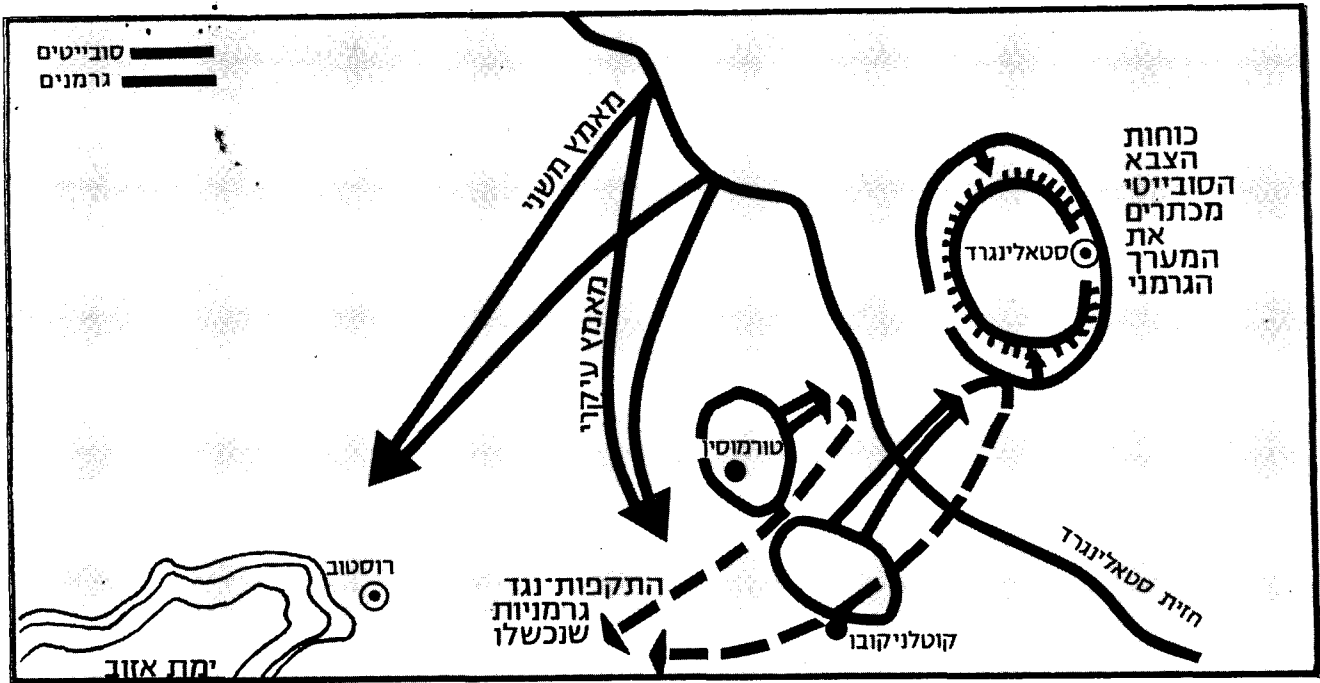 סובייטים
גרמנים
מאמץ משני
מאמץ עיקרי
כוחות
הצבא
הסובייטי
מכתרים
את
המערך
הגרמני
סטאלינגרד
טורמוסין
חזית סטאלינגרד
רוסטוב
התקפות־נגד
גרמניות
שנכשלו
קוטלניקובו
ימת אזוב